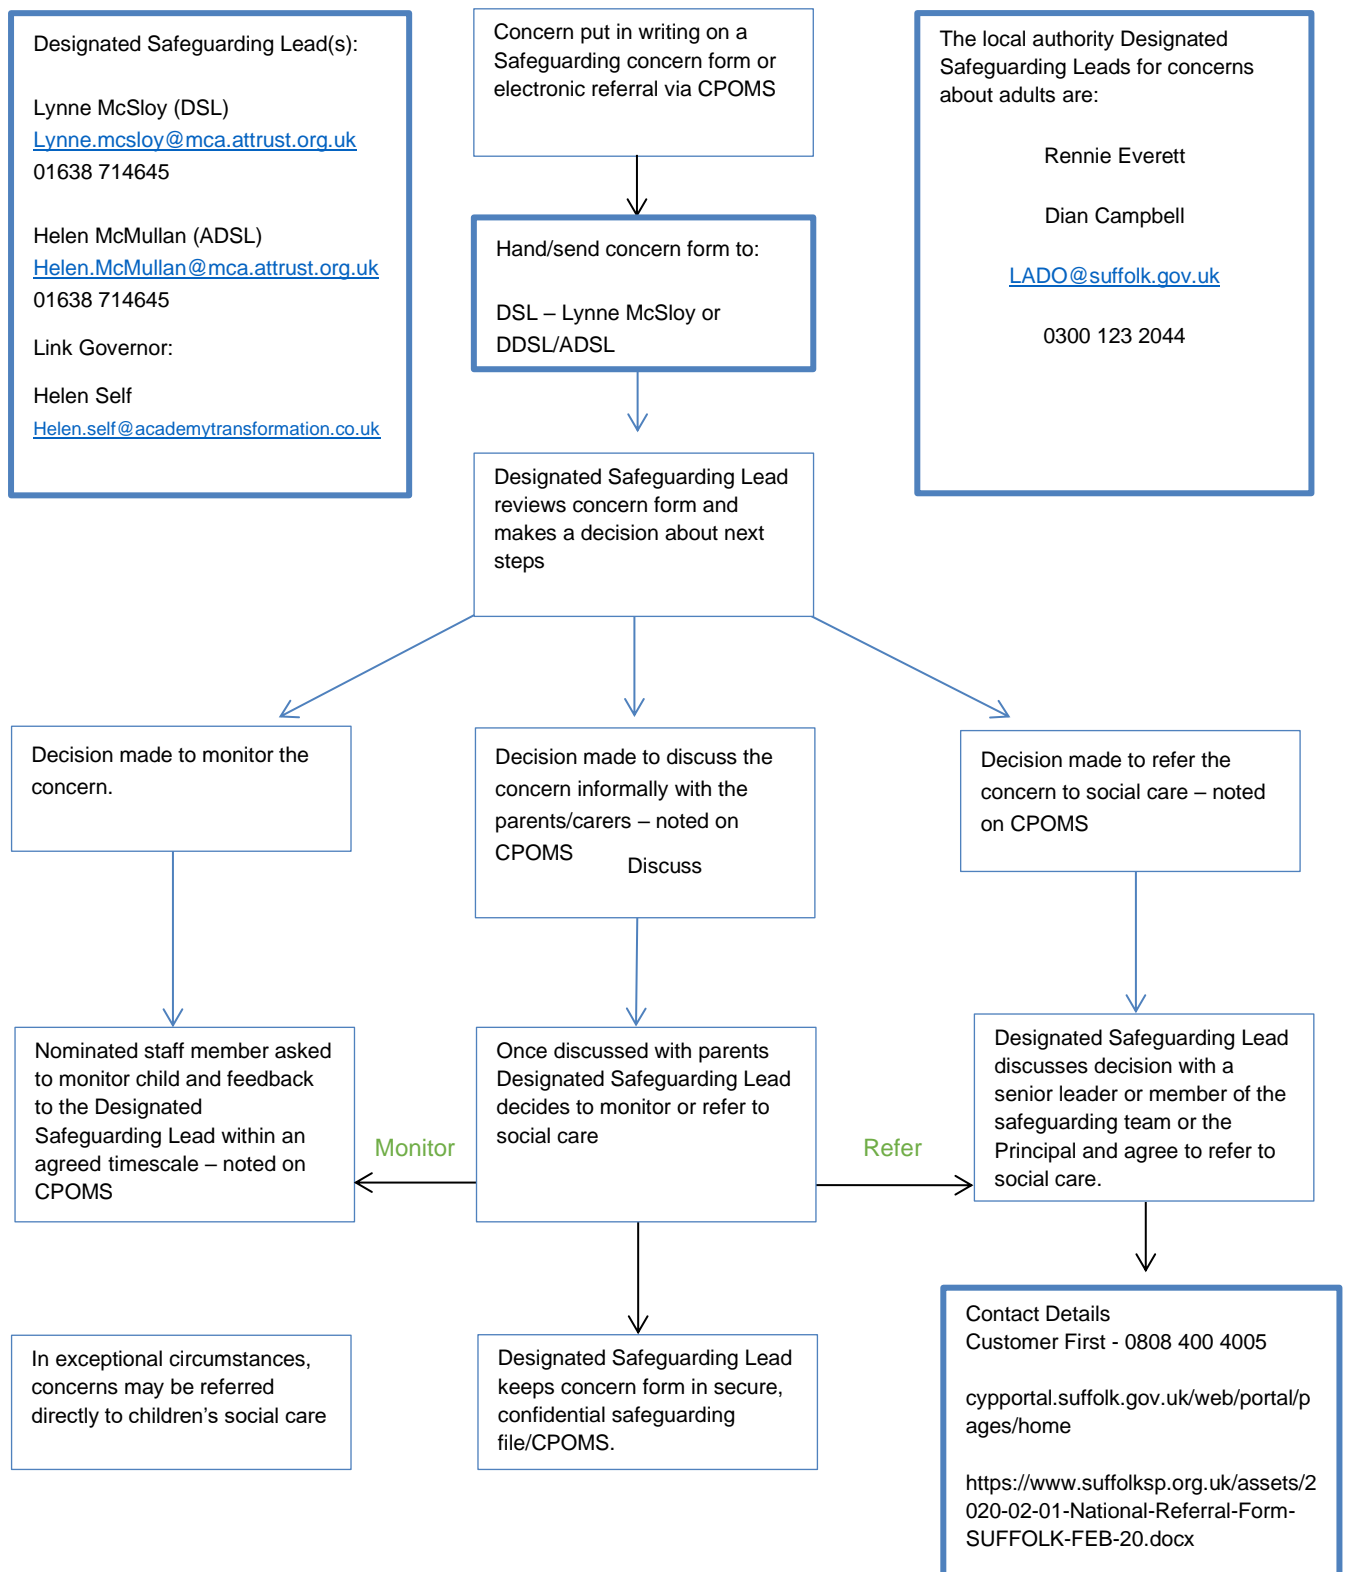 Designated Safeguarding Lead(s):
Lynne McSloy (DSL)
Lynne.mcsloy@mca.attrust.org.uk
01638 714645
Helen McMullan (ADSL)
Helen.McMullan@mca.attrust.org.uk
01638 714645
Link Governor:
Helen Self
Helen.self@academytransformation.co.uk
Concern put in writing on a
Safeguarding concern form or
electronic referral via CPOMS
The local authority Designated
Safeguarding Leads for concerns
about adults are:
Rennie Everett
Dian Campbell
LADO@suffolk.gov.uk
0300 123 2044
Hand/send concern form to:
DSL – Lynne McSloy or
DDSL/ADSL
Designated Safeguarding Lead
reviews concern form and
makes a decision about next
steps
Decision made to monitor the
concern.
Decision made to discuss the
concern informally with the
parents/carers – noted on
CPOMS
Discuss
Decision made to refer the
concern to social care – noted
on CPOMS
Nominated staff member asked
to monitor child and feedback
to the Designated
Safeguarding Lead within an
agreed timescale – noted on
CPOMS
Monitor
Once discussed with parents
Designated Safeguarding Lead
decides to monitor or refer to
social care
Refer
Designated Safeguarding Lead
discusses decision with a
senior leader or member of the
safeguarding team or the
Principal and agree to refer to
social care.
In exceptional circumstances,
concerns may be referred
directly to children’s social care
Designated Safeguarding Lead
keeps concern form in secure,
confidential safeguarding
file/CPOMS.
Contact Details
Customer First - 0808 400 4005
cypportal.suffolk.gov.uk/web/portal/p
ages/home
https://www.suffolksp.org.uk/assets/2
020-02-01-National-Referral-Form-
SUFFOLK-FEB-20.docx